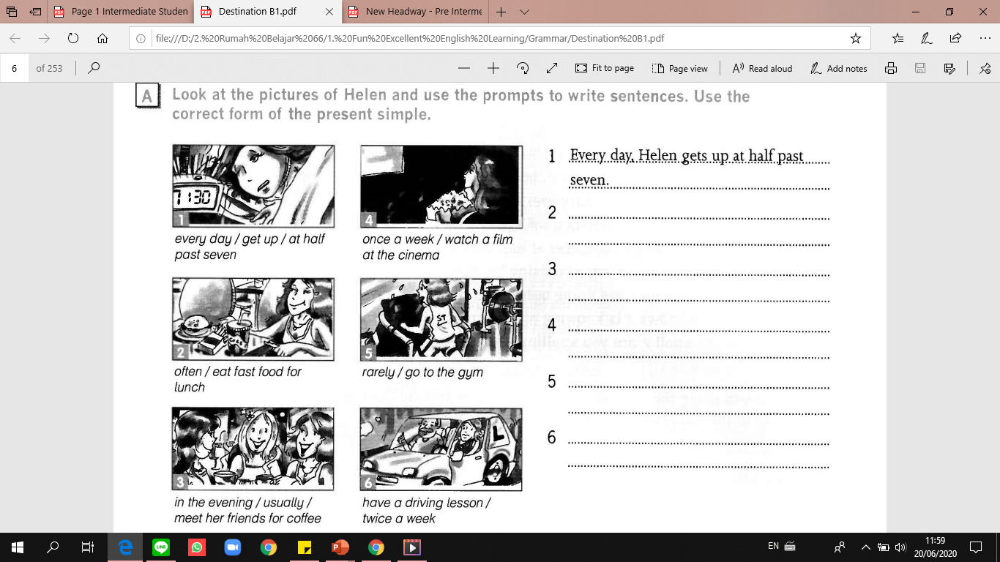 Page 1 Intermediate Studen
Destination B1.pdf
New Headway - Pre Interme
file:///D:/2.%20Rumah%20Belajar%2066/1.%20Fun%20Excellent%20English%20Learning/Grammar/Destination%20B1.pdf
6 of 253
Fit to page
Page view
Read aloud
Add notes
A Look at the pictures of Helen and use the prompts to write sentences. Use the
correct form of the present simple.
7:30
1
every day / get up / at half
past seven
2
often / eat fast food for
lunch
3
in the evening / usually /
meet her friends for coffee
4
once a week / watch a film
at the cinema
ST
5
rarely / go to the gym
L
6
have a driving lesson /
twice a week
1 Every day, Helen gets up at half past
seven.
2
3
4
5
6
EN
11:59
20/06/2020